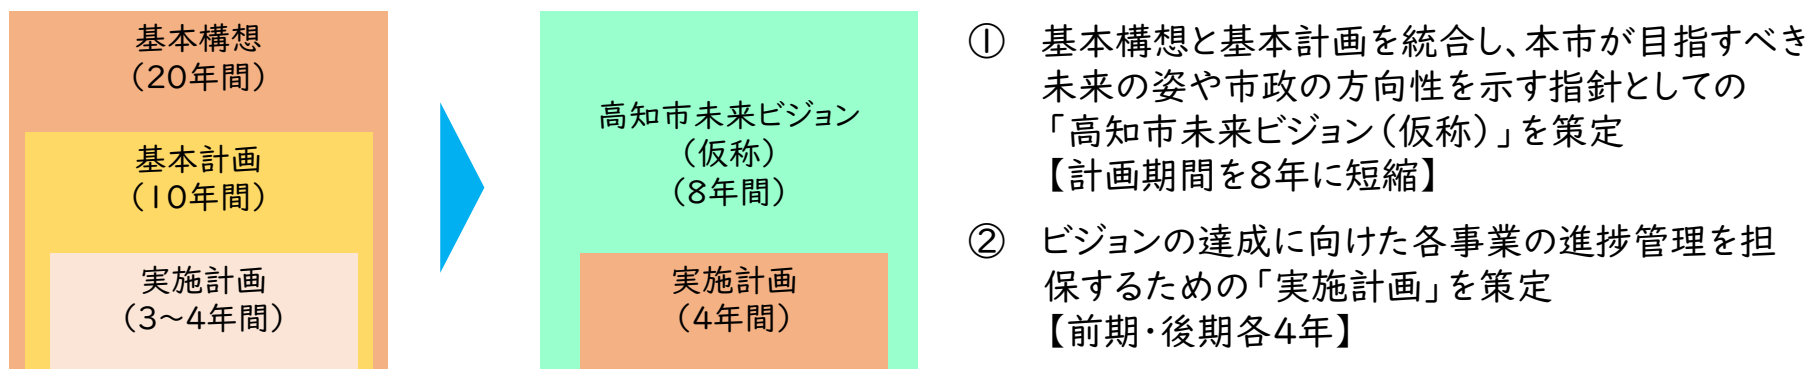 基本構想
(20年間)
基本計画
(10年間)
実施計画
(3～4年間)
高知市未来ビジョン
(仮称)
(8年間)
実施計画
(4年間)
① 基本構想と基本計画を統合し、本市が目指すべき
未来の姿や市政の方向性を示す指針としての
「高知市未来ビジョン(仮称)」を策定
【計画期間を8年に短縮】
② ビジョンの達成に向けた各事業の進捗管理を担
保するための「実施計画」を策定
【前期・後期各4年】